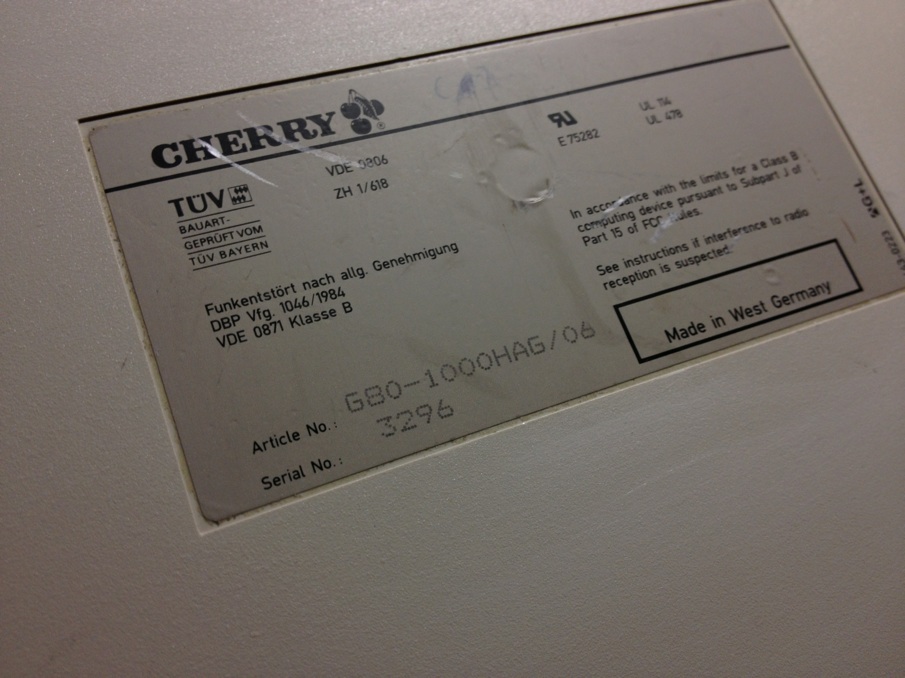 CHERRY ®
TÜV
BAUART-
GEPRÜFT VOM
TÜV BAYERN
VDE 0806
ZH 1/618
E 75282
UL 114
UL 478
In accordance with the limits for a Class B
computing device pursuant to Subpart J of
Part 15 of FCC Rules.
See instructions if interference to radio
reception is suspected.
Funkentstört nach allg. Genehmigung
DBP Vfg. 1046/1984
VDE 0871 Klasse B
Made in West Germany
Article No.: G80-1000HAG/06
Serial No.: 3296